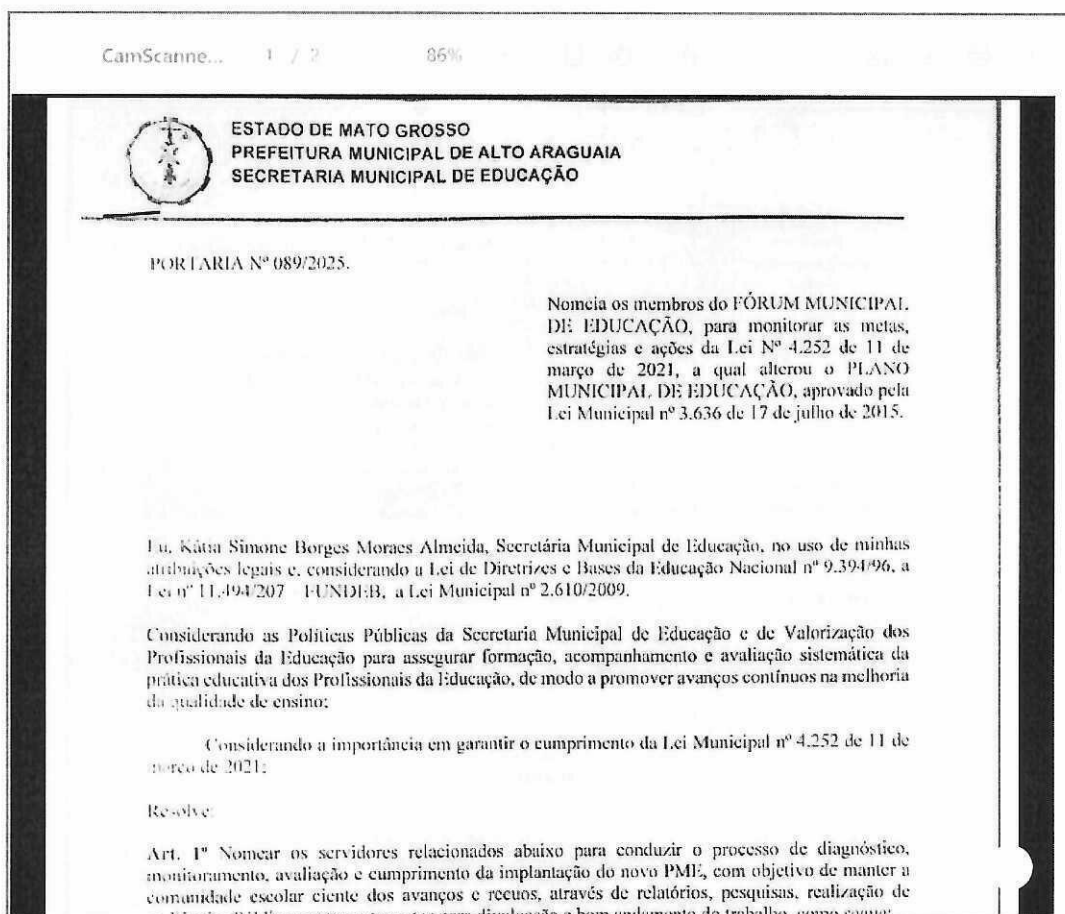 CamScanne... 1 / 2 86%
ESTADO DE MATO GROSSO
PREFEITURA MUNICIPAL DE ALTO ARAGUAIA
SECRETARIA MUNICIPAL DE EDUCAÇÃO
PORTARIA Nº 089/2025.
Nomeia os membros do FÓRUM MUNICIPAL
DE EDUCAÇÃO, para monitorar as metas,
estratégias e ações da Lei Nº 4.252 de 11 de
março de 2021, a qual alterou o PLANO
MUNICIPAL DE EDUCAÇÃO, aprovado pela
Lei Municipal nº 3.636 de 17 de julho de 2015.
Eu, Kátia Simone Borges Moraes Almeida, Secretária Municipal de Educação, no uso de minhas
atribuições legais e, considerando a Lei de Diretrizes e Bases da Educação Nacional nº 9.394/96, a
Lei nº 11.494/207 FUNDEB, a Lei Municipal nº 2.610/2009.
Considerando as Políticas Públicas da Secretaria Municipal de Educação e de Valorização dos
Profissionais da Educação para assegurar formação, acompanhamento e avaliação sistemática da
prática educativa dos Profissionais da Educação, de modo a promover avanços contínuos na melhoria
da qualidade de ensino;
Considerando a importância em garantir o cumprimento da Lei Municipal nº 4.252 de 11 de
março de 2021;
Resolve:
Art. 1º Nomear os servidores relacionados abaixo para conduzir o processo de diagnóstico,
monitoramento, avaliação e cumprimento da implantação do novo PME, com objetivo de manter a
comunidade escolar ciente dos avanços e recuos, através de relatórios, pesquisas, realização de
divulgação e bom andamento do trabalho, como segue: